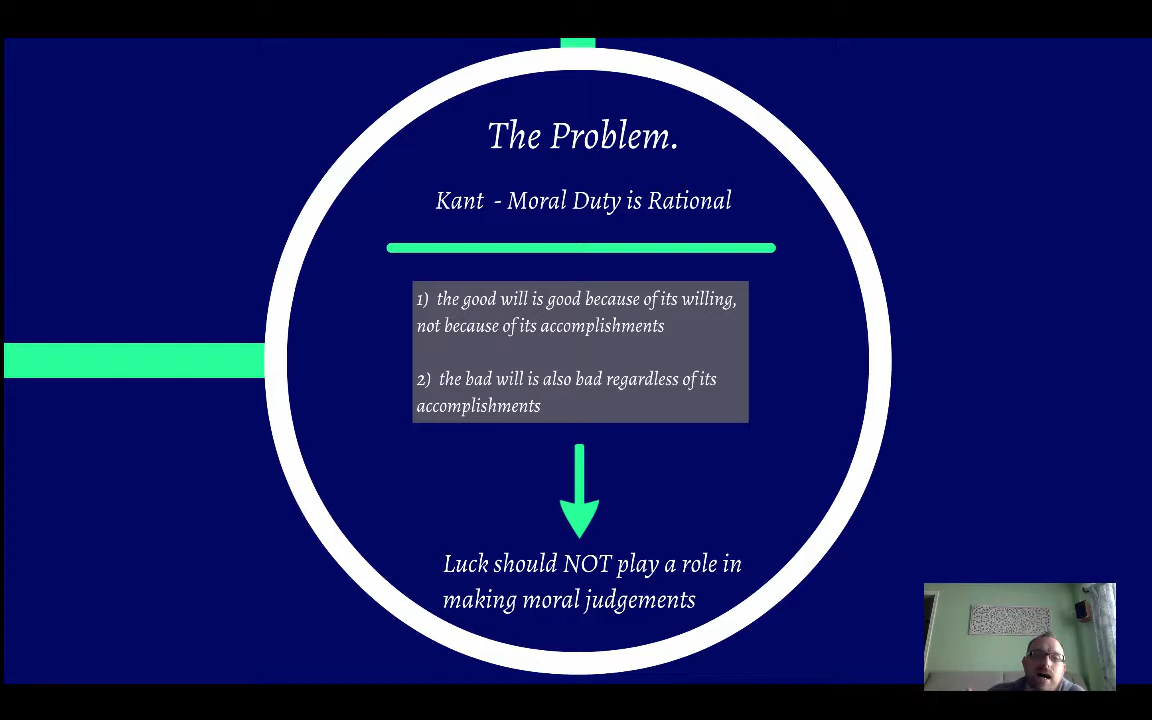 The Problem.
Kant - Moral Duty is Rational
1) the good will is good because of its willing,
not because of its accomplishments
2) the bad will is also bad regardless of its
accomplishments
Luck should NOT play a role in
making moral judgements